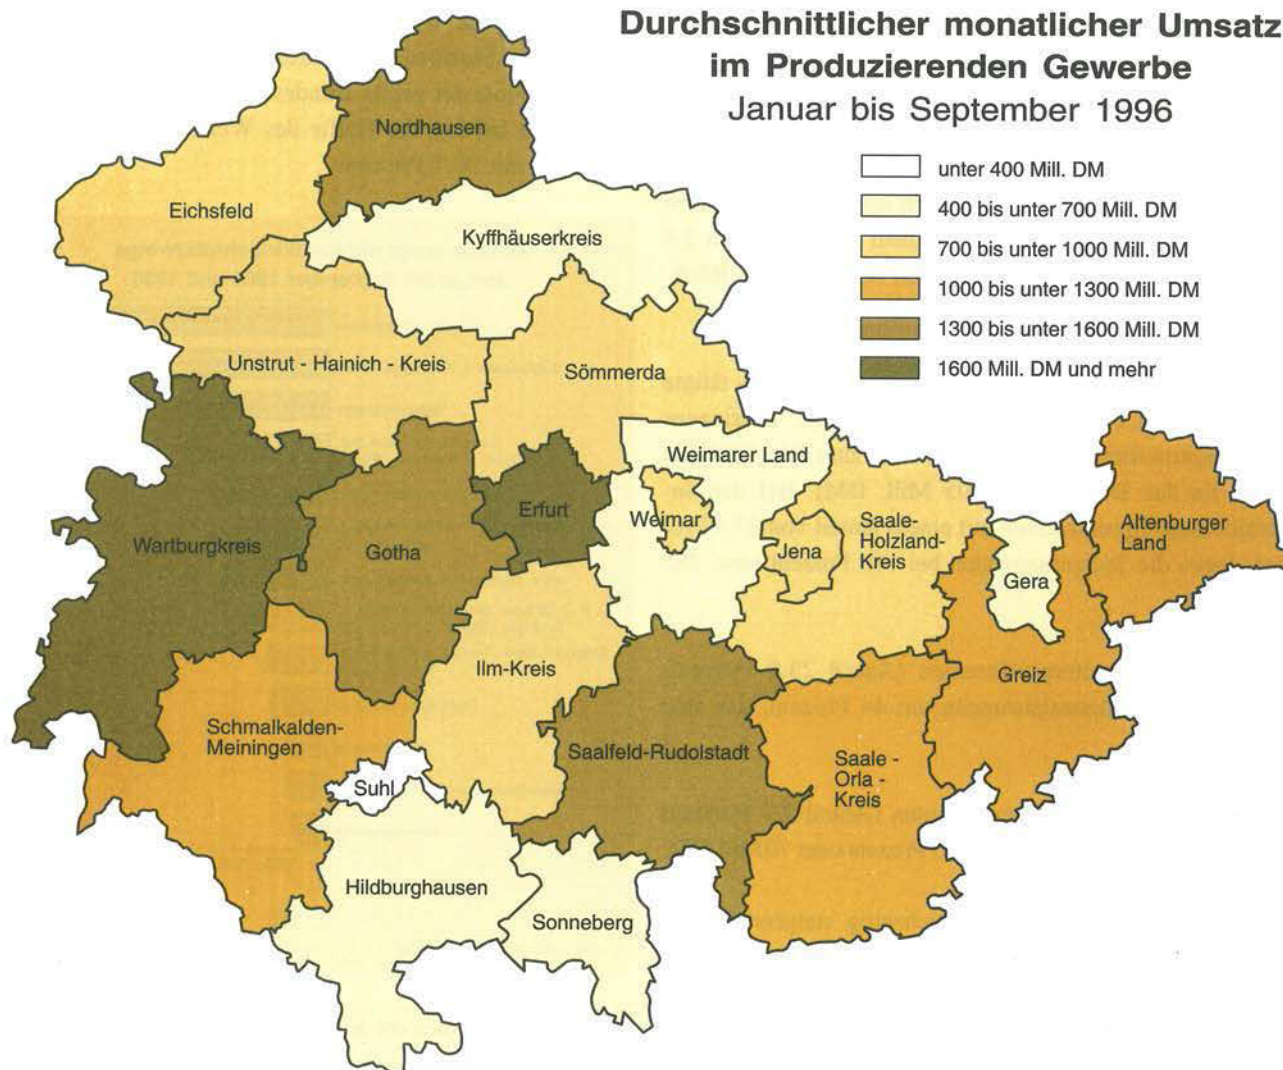 Durchschnittlicher monatlicher Umsatz
im Produzierenden Gewerbe
Januar bis September 1996
unter 400 Mill. DM
400 bis unter 700 Mill. DM
700 bis unter 1000 Mill. DM
1000 bis unter 1300 Mill. DM
1300 bis unter 1600 Mill. DM
1600 Mill. DM und mehr
Nordhausen
Eichsfeld
Kyffhäuserkreis
Unstrut - Hainich - Kreis
Sömmerda
Weimarer Land
Wartburgkreis
Gotha
Erfurt
Weimar
Jena
Saale-
Holzland-
Kreis
Gera
Altenburger
Land
Ilm-Kreis
Greiz
Schmalkalden-
Meiningen
Suhl
Saalfeld-Rudolstadt
Saale -
Orla -
Kreis
Hildburghausen
Sonneberg